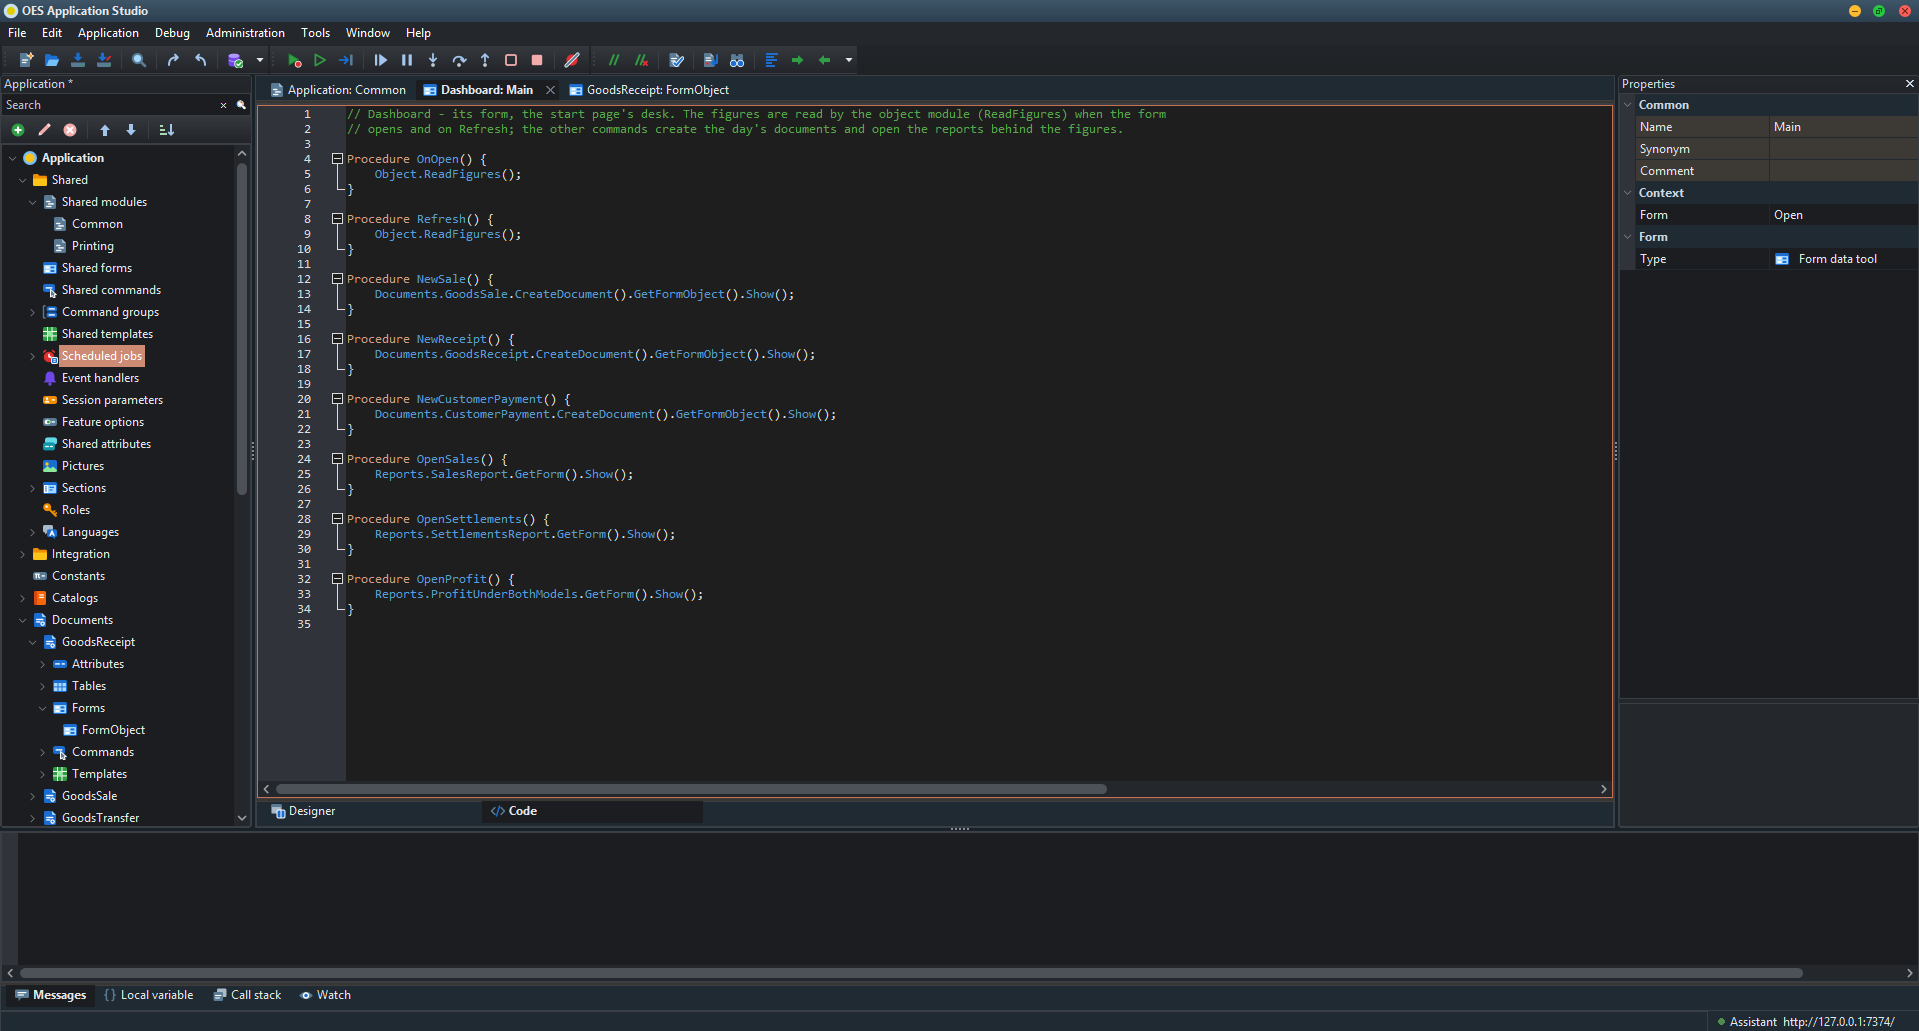 OES Application Studio
File Edit Application Debug Administration Tools Window Help
Application *
Search
Application
Shared
Shared modules
Common
Printing
Shared forms
Shared commands
Command groups
Shared templates
Scheduled jobs
Event handlers
Session parameters
Feature options
Shared attributes
Pictures
Sections
Roles
Languages
Integration
Constants
Catalogs
Documents
GoodsReceipt
Attributes
Tables
Forms
FormObject
Commands
Templates
GoodsSale
GoodsTransfer
Application: Common Dashboard: Main GoodsReceipt: FormObject
1 // Dashboard - its form, the start page's desk. The figures are read by the object module (ReadFigures) when the form
2 // opens and on Refresh; the other commands create the day's documents and open the reports behind the figures.
3
4 Procedure OnOpen() {
5 Object.ReadFigures();
6 }
7
8 Procedure Refresh() {
9 Object.ReadFigures();
10 }
11
12 Procedure NewSale() {
13 Documents.GoodsSale.CreateDocument().GetFormObject().Show();
14 }
15
16 Procedure NewReceipt() {
17 Documents.GoodsReceipt.CreateDocument().GetFormObject().Show();
18 }
19
20 Procedure NewCustomerPayment() {
21 Documents.CustomerPayment.CreateDocument().GetFormObject().Show();
22 }
23
24 Procedure OpenSales() {
25 Reports.SalesReport.GetForm().Show();
26 }
27
28 Procedure OpenSettlements() {
29 Reports.SettlementsReport.GetForm().Show();
30 }
31
32 Procedure OpenProfit() {
33 Reports.ProfitUnderBothModels.GetForm().Show();
34 }
35
Designer Code
Properties
Common
Name Main
Synonym
Comment
Context
Form Open
Form
Type Form data tool
Messages Local variable Call stack Watch
Assistant http://127.0.0.1:7374/